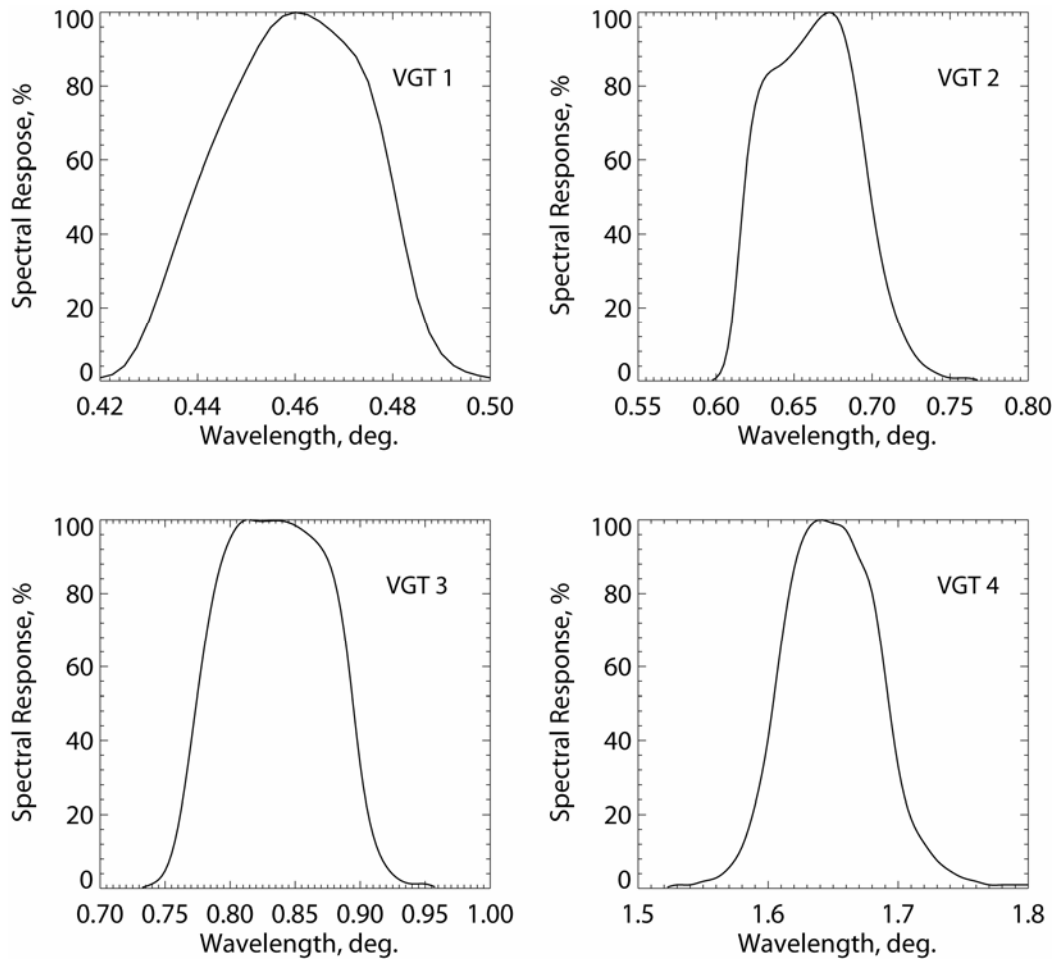 VGT 1
Spectral Respose, %
100
80
60
40
20
0
0.42 0.44 0.46 0.48 0.50
Wavelength, deg.
VGT 2
Spectral Response, %
100
80
60
40
20
0
0.55 0.60 0.65 0.70 0.75 0.80
Wavelength, deg.
VGT 3
Spectral Response, %
100
80
60
40
20
0
0.70 0.75 0.80 0.85 0.90 0.95 1.00
Wavelength, deg.
VGT 4
Spectral Response, %
100
80
60
40
20
0
1.5 1.6 1.7 1.8
Wavelength, deg.